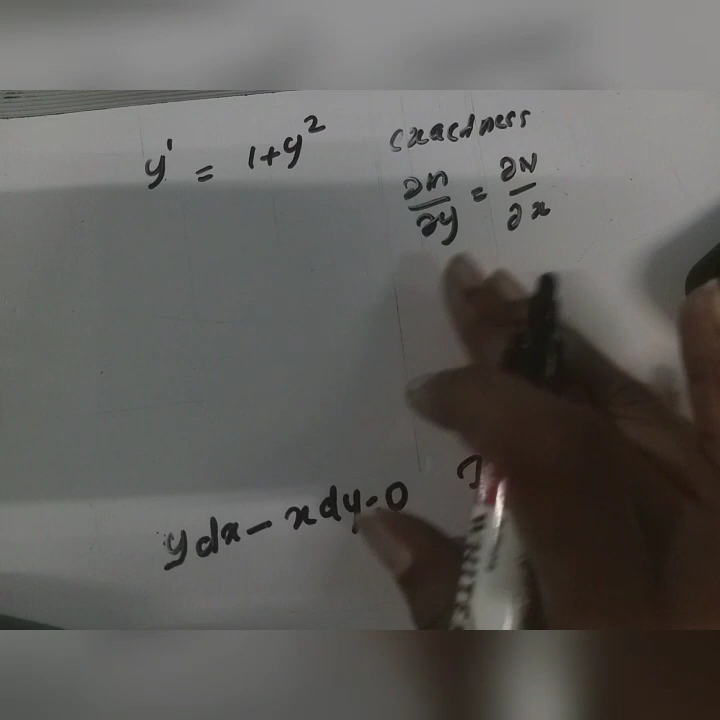 y' = 1+y²
exactness
∂M/∂y = ∂N/∂x
ydx - xdy = 0